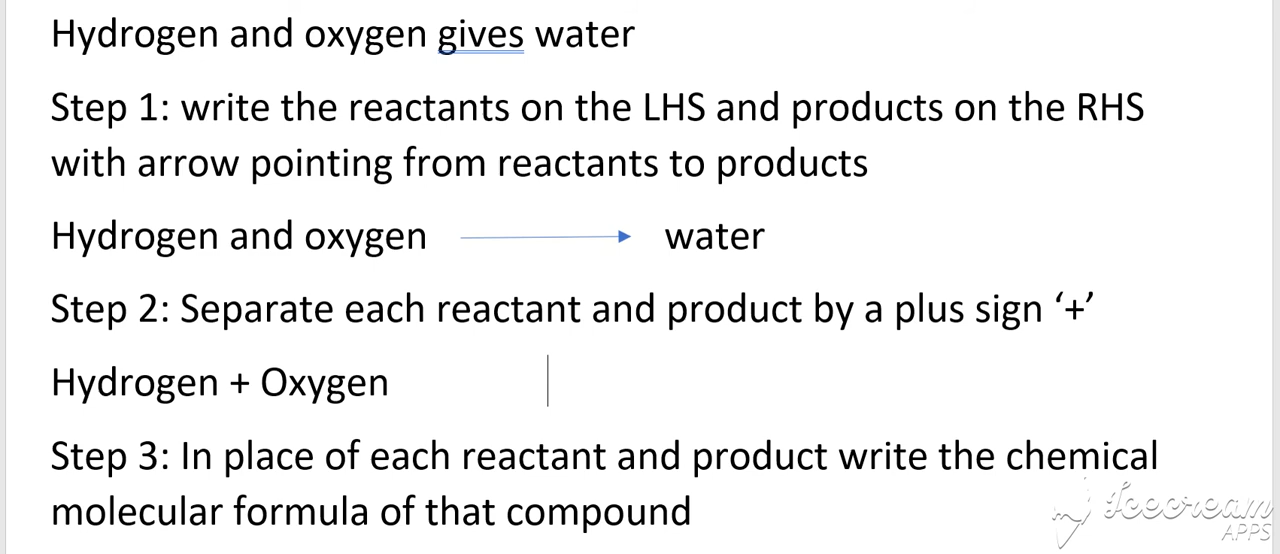 Hydrogen and oxygen gives water
Step 1: write the reactants on the LHS and products on the RHS
with arrow pointing from reactants to products
Hydrogen and oxygen water
Step 2: Separate each reactant and product by a plus sign ‘+’
Hydrogen + Oxygen
Step 3: In place of each reactant and product write the chemical
molecular formula of that compound
Icecream
APPS